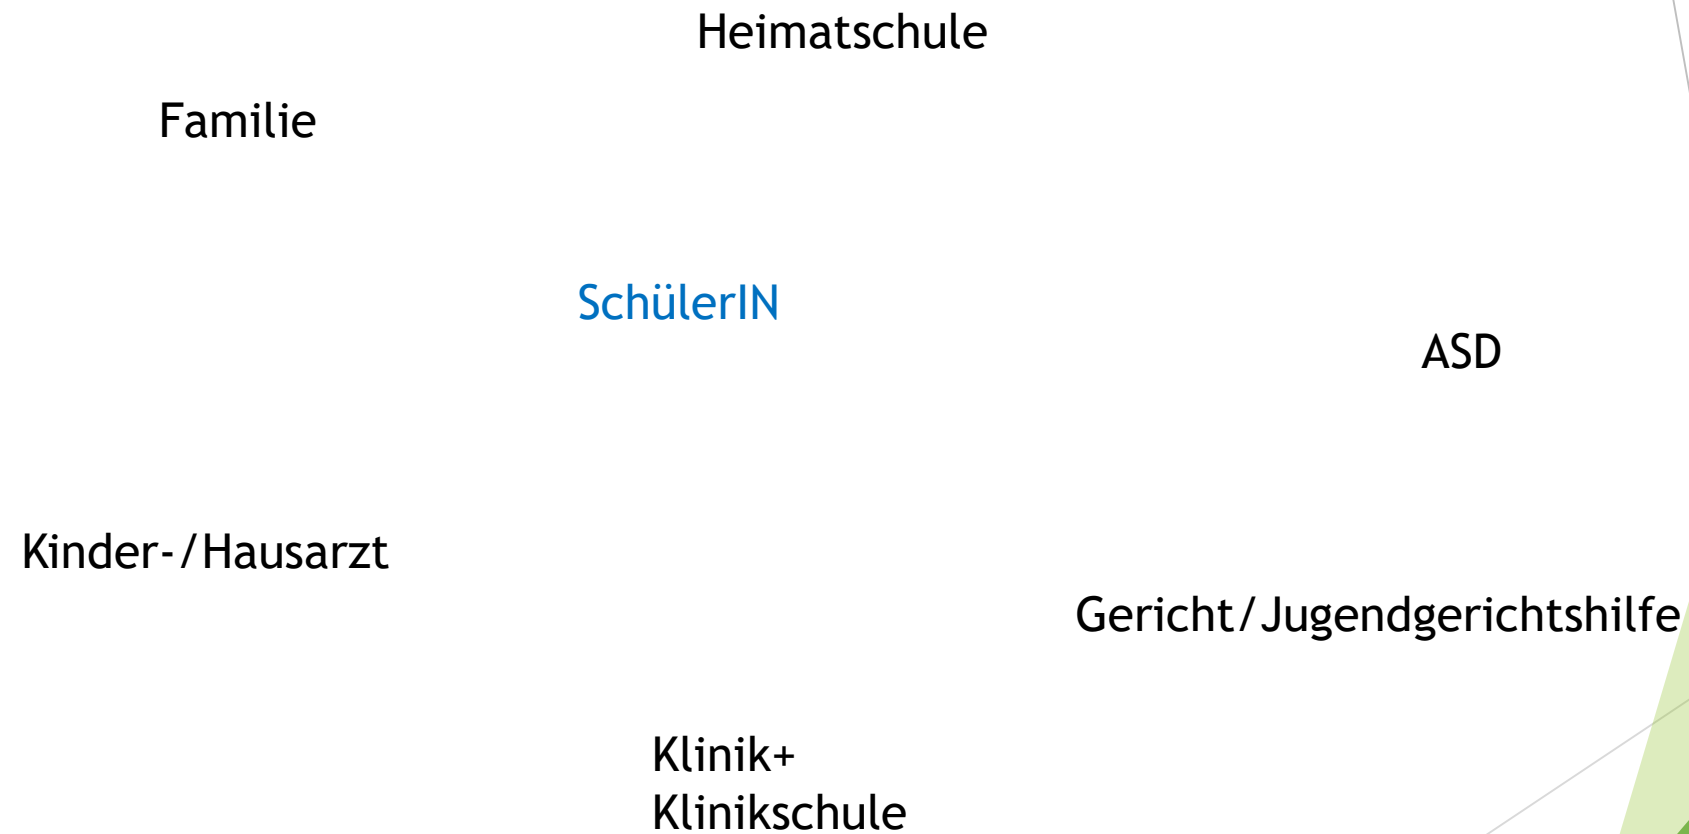 Heimatschule
Familie
SchülerIN
ASD
Kinder-/Hausarzt
Gericht/Jugendgerichtshilfe
Klinik+
Klinikschule